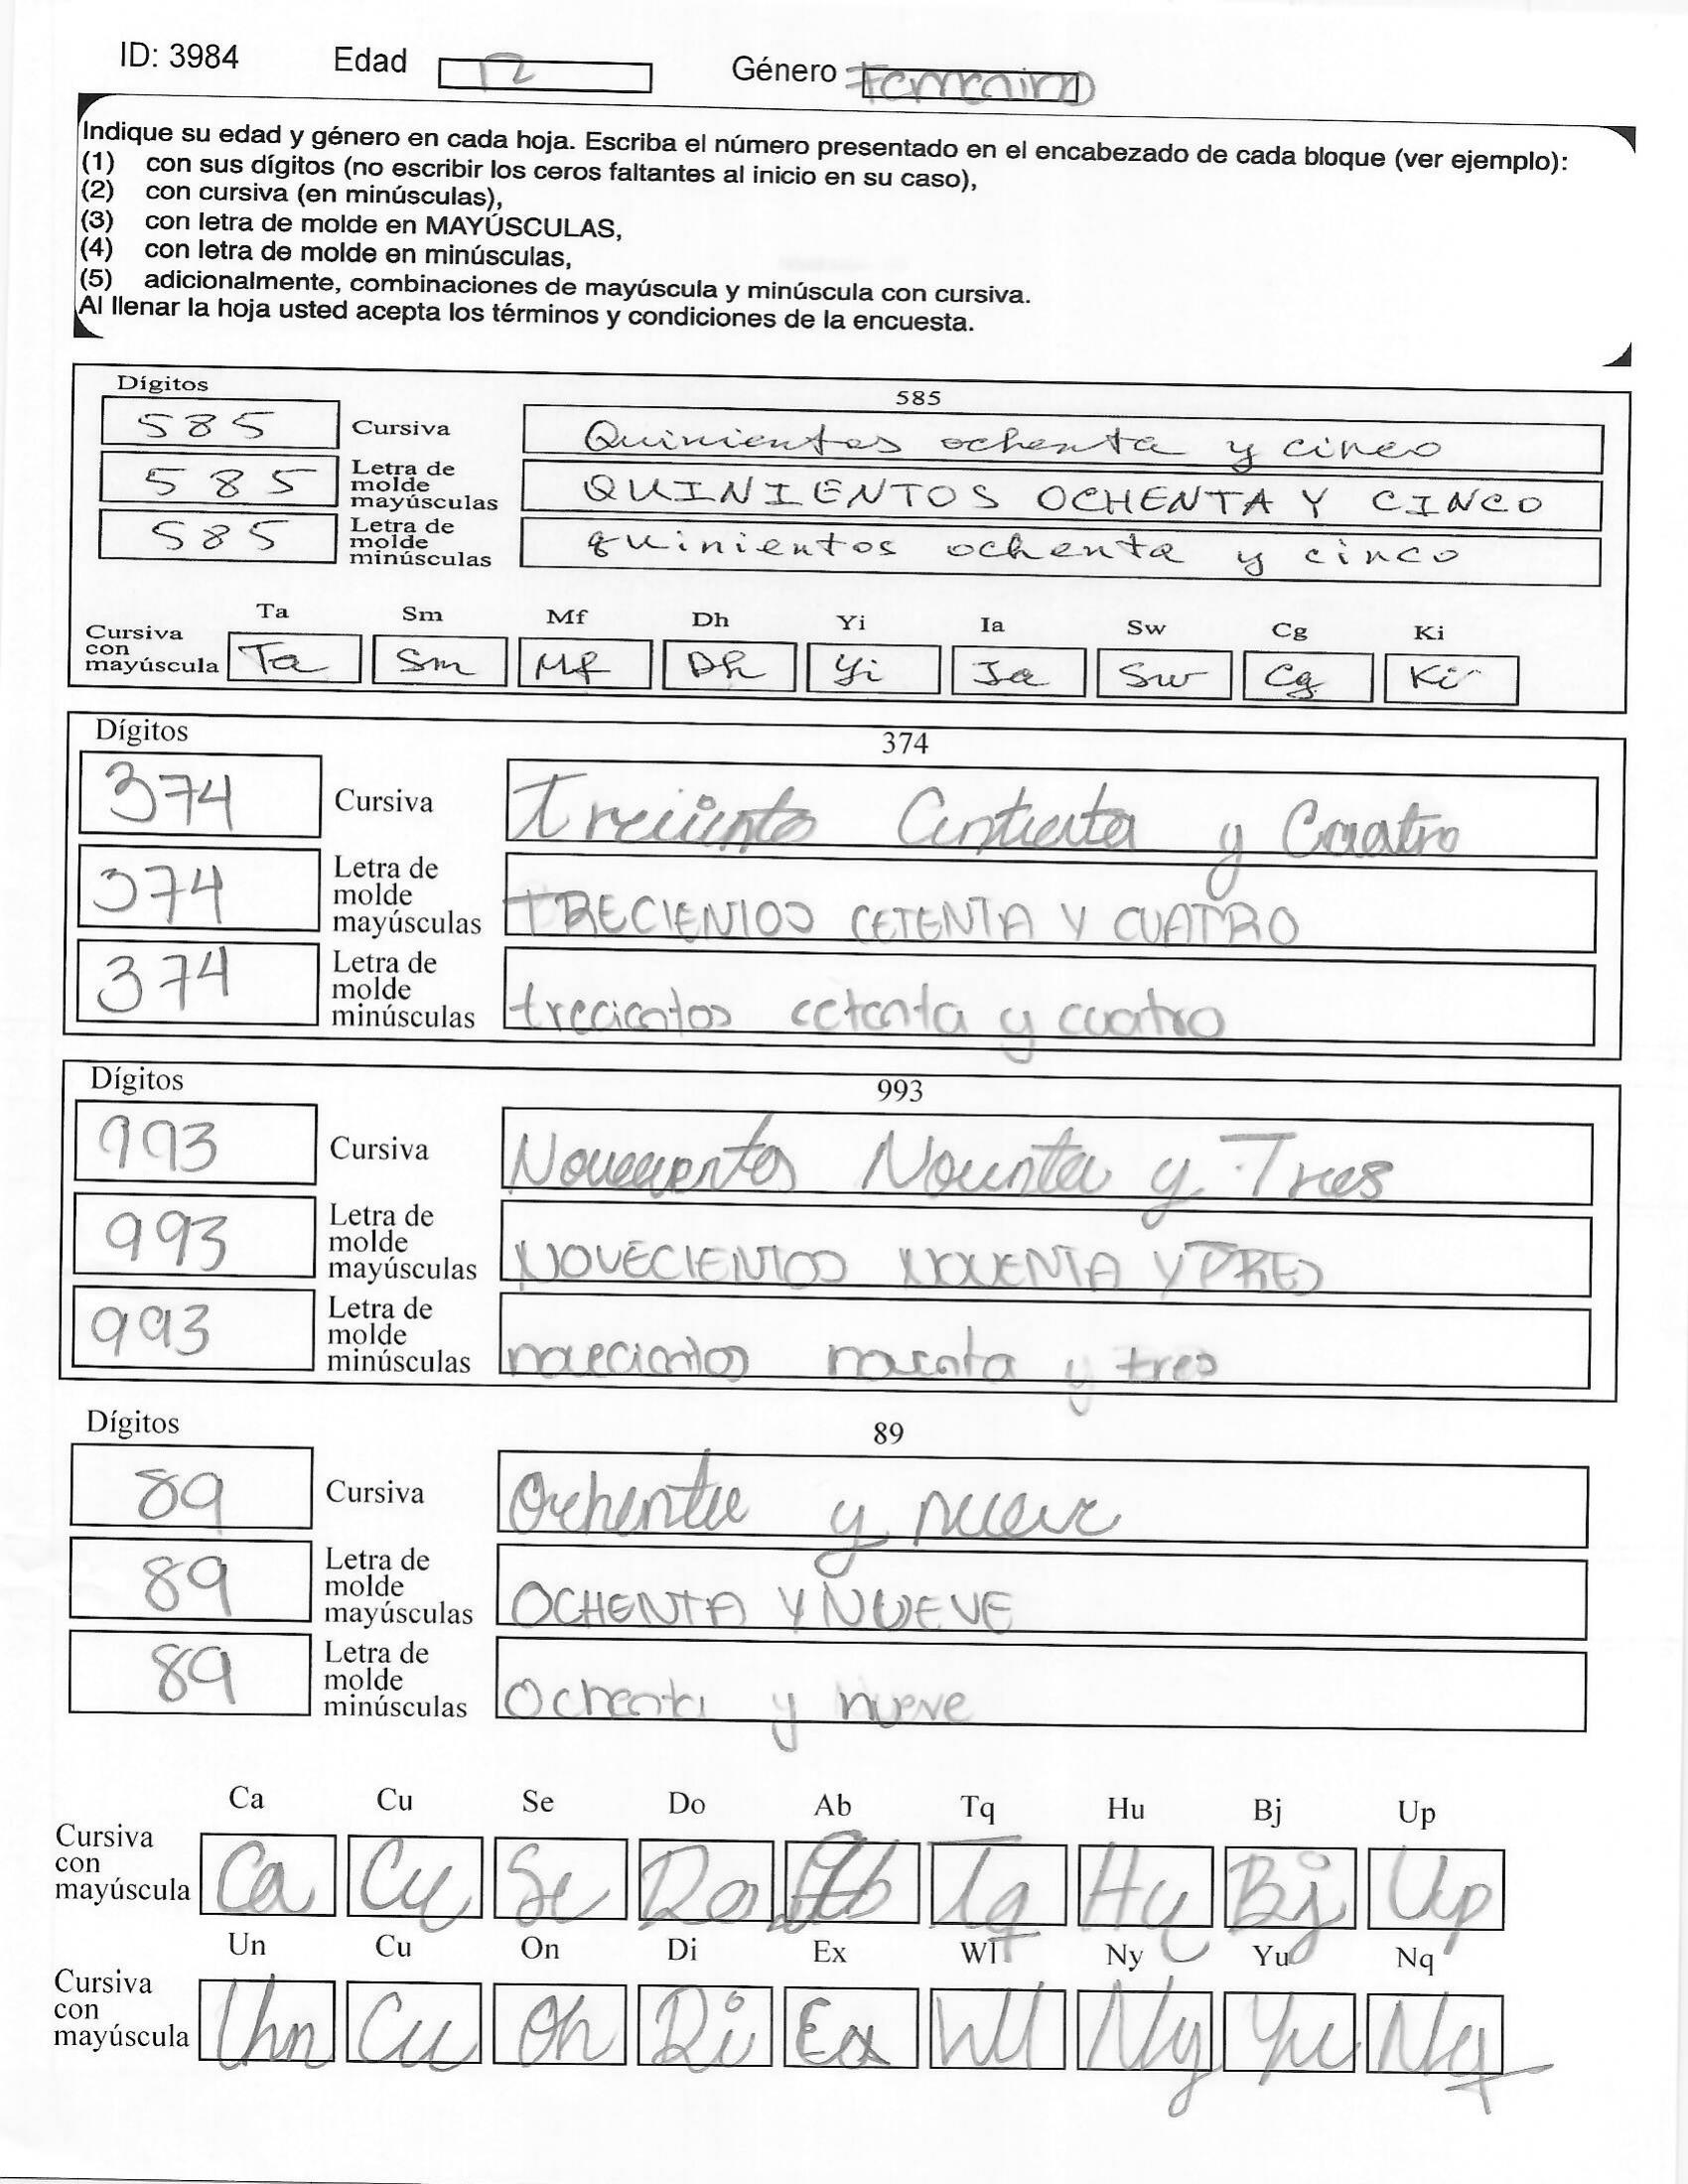 ID: 3984 Edad 12 Género Femenino
Indique su edad y género en cada hoja. Escriba el número presentado en el encabezado de cada bloque (ver ejemplo):
(1) con sus dígitos (no escribir los ceros faltantes al inicio en su caso),
(2) con cursiva (en minúsculas),
(3) con letra de molde en MAYÚSCULAS,
(4) con letra de molde en minúsculas,
(5) adicionalmente, combinaciones de mayúscula y minúscula con cursiva.
Al llenar la hoja usted acepta los términos y condiciones de la encuesta.
Dígitos 585
585 Cursiva Quinientos ochenta y cinco
585 Letra de molde mayúsculas QUINIENTOS OCHENTA Y CINCO
585 Letra de molde minúsculas quinientos ochenta y cinco
Ta Sm Mf Dh Yi Ia Sw Cg Ki
Cursiva con mayúscula Ta Sm Mf Dh Yi Ia Sw Cg Ki
Dígitos 374
374 Cursiva y Cuatro
374 Letra de molde mayúsculas TRECIENTOS CETENTA Y CUATRO
374 Letra de molde minúsculas trecientos cetenta y cuatro
Dígitos 993
993 Cursiva y Tres
993 Letra de molde mayúsculas NOVECIENTOS NOVENTA Y TRES
993 Letra de molde minúsculas y tres
Dígitos 89
89 Cursiva Ochenta y nueve
89 Letra de molde mayúsculas OCHENTA Y NUEVE
89 Letra de molde minúsculas Ochenta y nueve
Ca Cu Se Do Ab Tq Hu Bj Up
Cursiva con mayúscula Ca Cu Se Do Ab Tq Hu Bj Up
Un Cu On Di Ex Wl Ny Yu Nq
Cursiva con mayúscula Un Cu On Di Ex Wl Ny Yu Nq